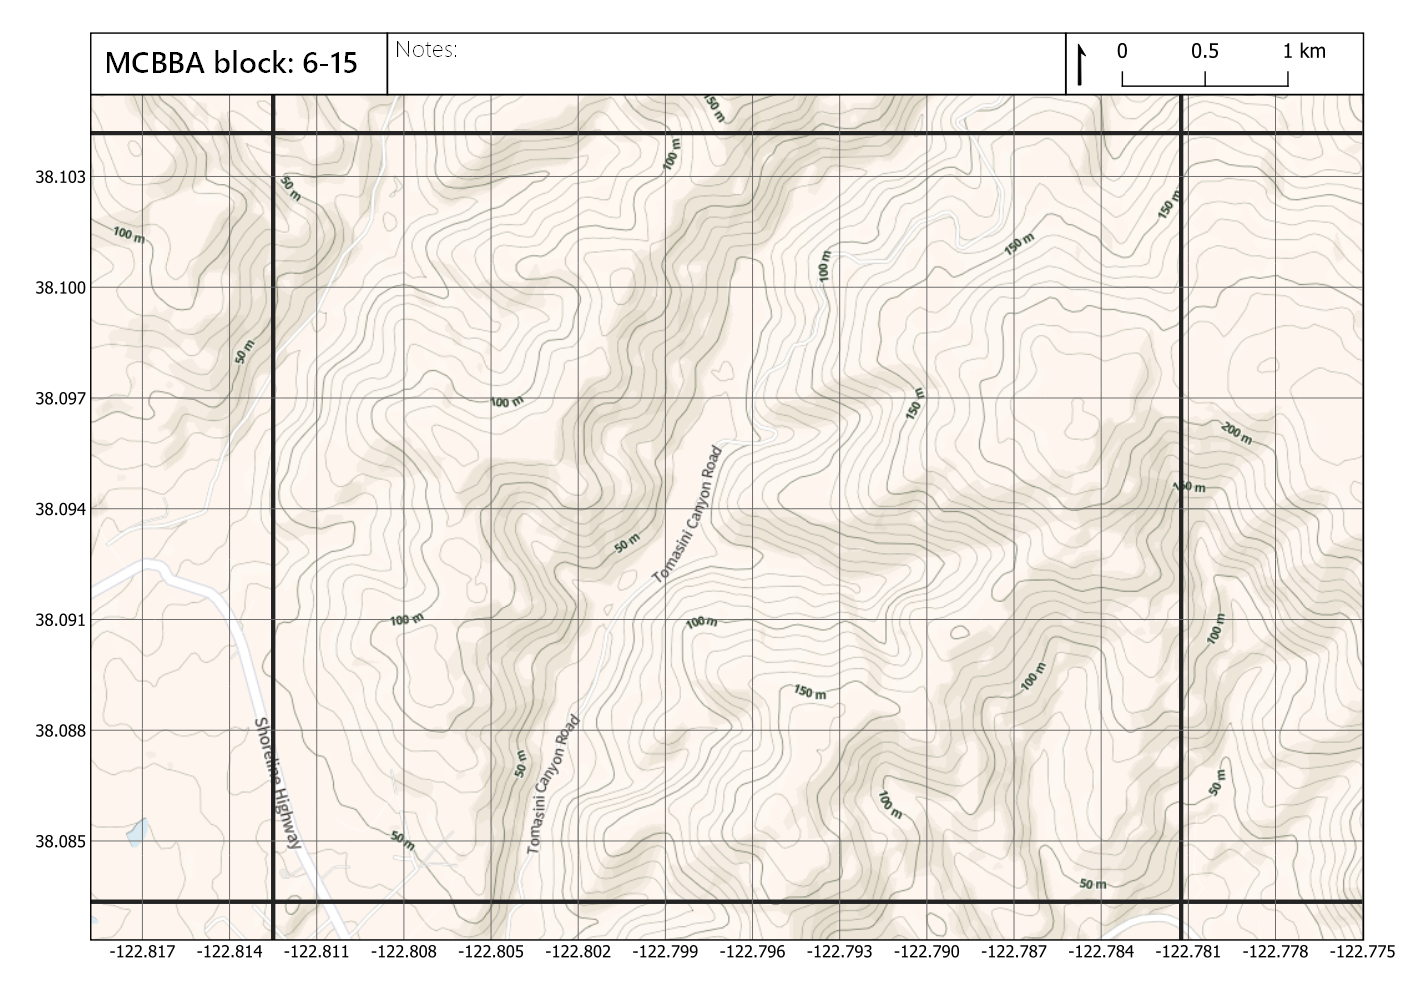 MCBBA block: 6-15
Notes:
0 0.5 1 km
150 m
100 m
38.103
50 m
150 m
100 m
150 m
100 m
38.100
50 m
38.097
100 m
150 m
200 m
Tomasini Canyon Road
150 m
38.094
50 m
38.091
100 m
100 m
100 m
100 m
150 m
38.088
Shoreline Highway
Tomasini Canyon Road
50 m
50 m
100 m
38.085
50 m
50 m
-122.817 -122.814 -122.811 -122.808 -122.805 -122.802 -122.799 -122.796 -122.793 -122.790 -122.787 -122.784 -122.781 -122.778 -122.775